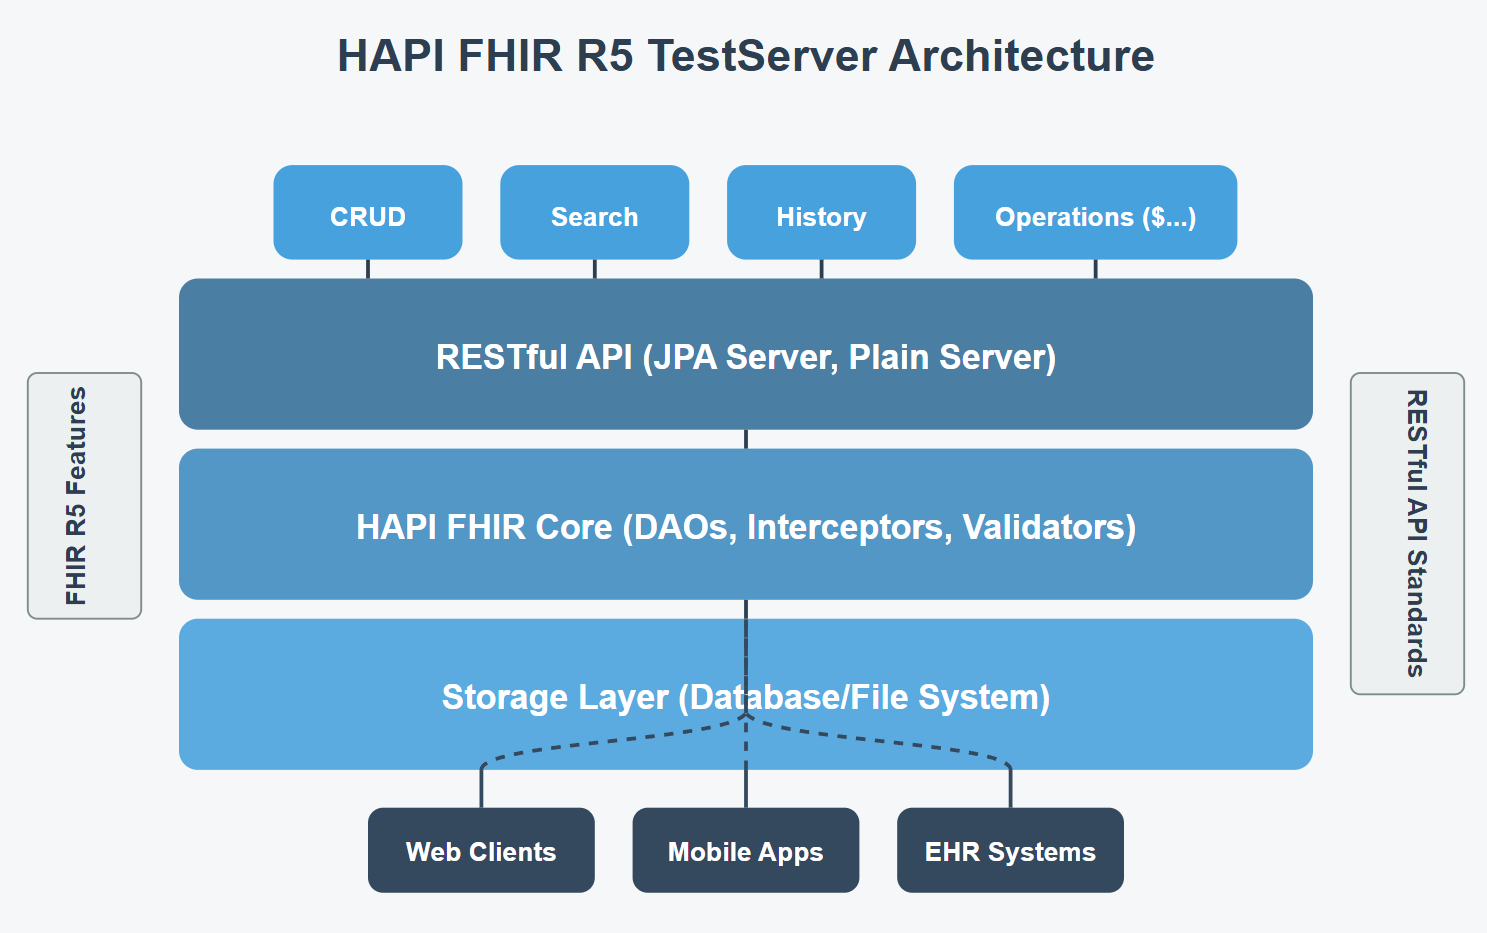 HAPI FHIR R5 TestServer Architecture
CRUD
Search
History
Operations ($...)
RESTful API (JPA Server, Plain Server)
FHIR R5 Features
RESTful API Standards
HAPI FHIR Core (DAOs, Interceptors, Validators)
Storage Layer (Database/File System)
Web Clients
Mobile Apps
EHR Systems